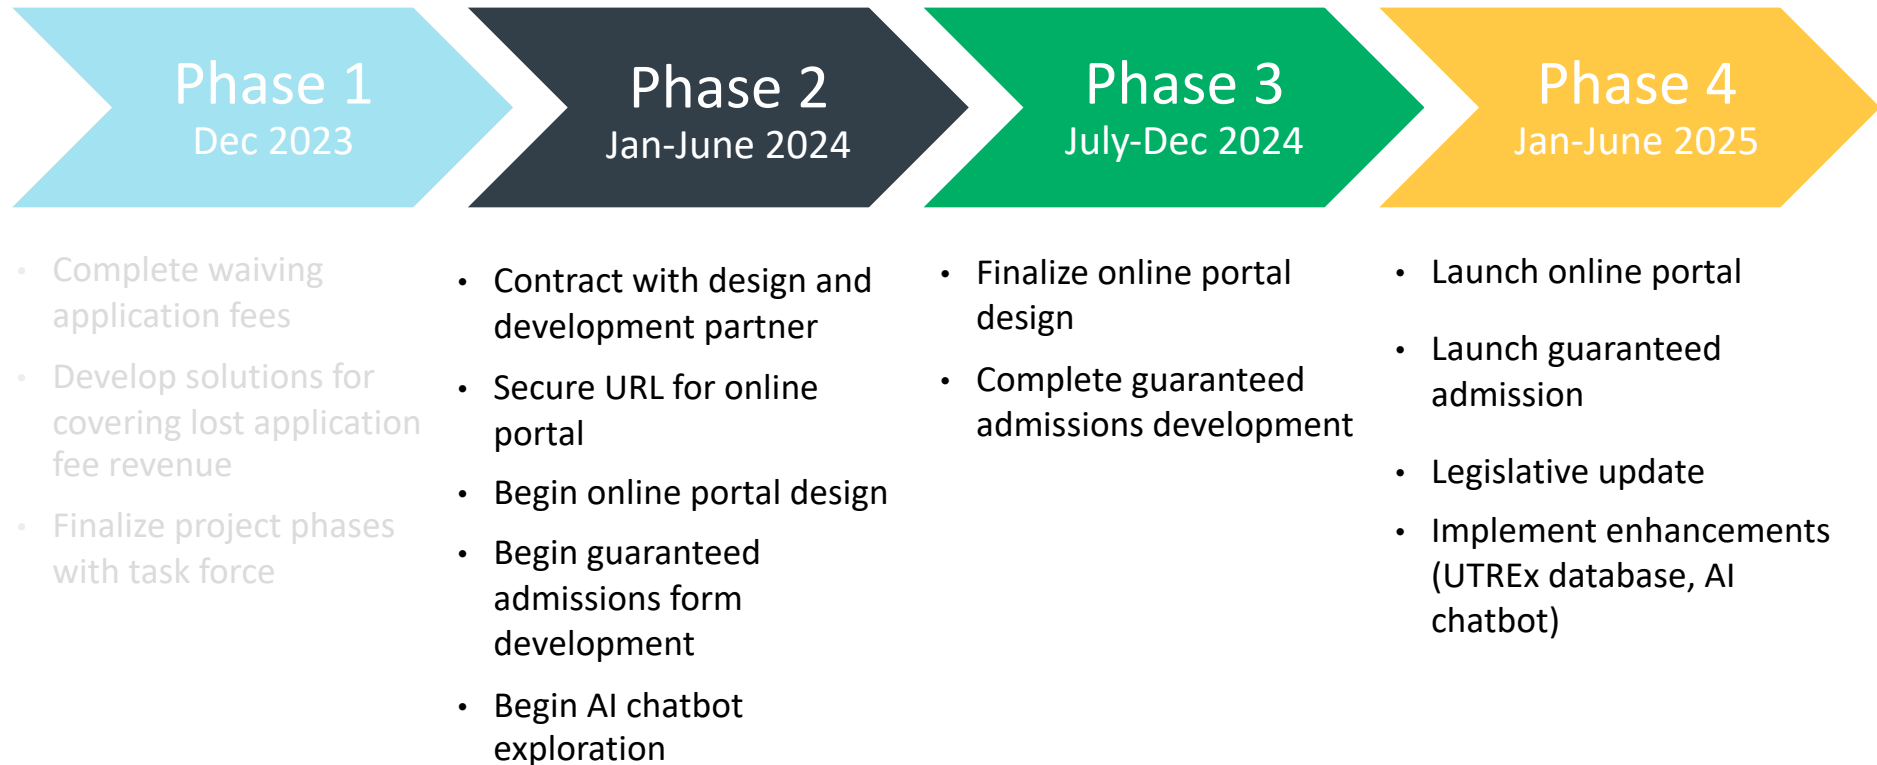 Phase 1
Dec 2023
• Complete waiving
application fees
• Develop solutions for
covering lost application
fee revenue
• Finalize project phases
with task force
Phase 2
Jan-June 2024
• Contract with design and
development partner
• Secure URL for online
portal
• Begin online portal design
• Begin guaranteed
admissions form
development
• Begin AI chatbot
exploration
Phase 3
July-Dec 2024
• Finalize online portal
design
• Complete guaranteed
admissions development
Phase 4
Jan-June 2025
• Launch online portal
• Launch guaranteed
admission
• Legislative update
• Implement enhancements
(UTREx database, AI
chatbot)